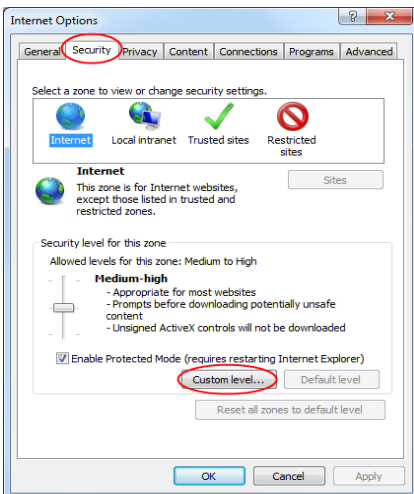 Internet Options
General Security Privacy Content Connections Programs Advanced
Select a zone to view or change security settings.
Internet Local intranet Trusted sites Restricted
sites
Internet
Sites
This zone is for Internet websites,
except those listed in trusted and
restricted zones.
Security level for this zone
Allowed levels for this zone: Medium to High
Medium-high
- Appropriate for most websites
- Prompts before downloading potentially unsafe
content
- Unsigned ActiveX controls will not be downloaded
Enable Protected Mode (requires restarting Internet Explorer)
Custom level... Default level
Reset all zones to default level
OK Cancel Apply